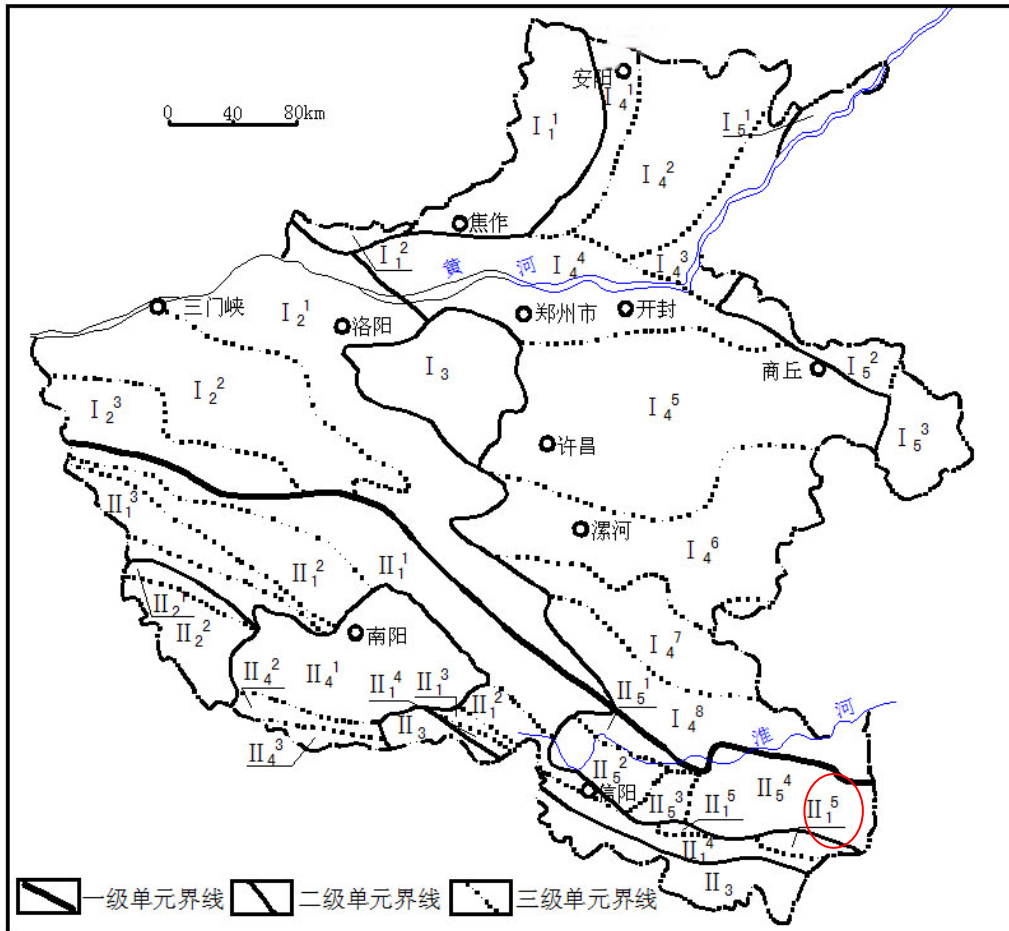 安阳
0 40 80km
Ⅰ₄¹
Ⅰ₅¹
Ⅰ₁¹
Ⅰ₄²
焦作
Ⅰ₁²
黄河
Ⅰ₄⁴
Ⅰ₄³
三门峡
Ⅰ₂¹
洛阳
郑州市
开封
Ⅰ₃
商丘
Ⅰ₅²
Ⅰ₂²
Ⅰ₂³
Ⅰ₄⁵
Ⅰ₅³
许昌
Ⅱ₁³
漯河
Ⅰ₄⁶
Ⅱ₁²
Ⅱ₁¹
Ⅱ₂¹
Ⅱ₂²
南阳
Ⅰ₄⁷
Ⅱ₄²
Ⅱ₄¹
Ⅱ₁⁴
Ⅱ₁³
Ⅱ₁²
Ⅱ₅¹
Ⅰ₄⁸
淮河
Ⅱ₃
Ⅱ₄³
Ⅱ₅²
信阳
Ⅱ₅³
Ⅱ₁⁵
Ⅱ₅⁴
Ⅱ₁⁵
Ⅱ₁⁴
Ⅱ₃
一级单元界线 二级单元界线 三级单元界线